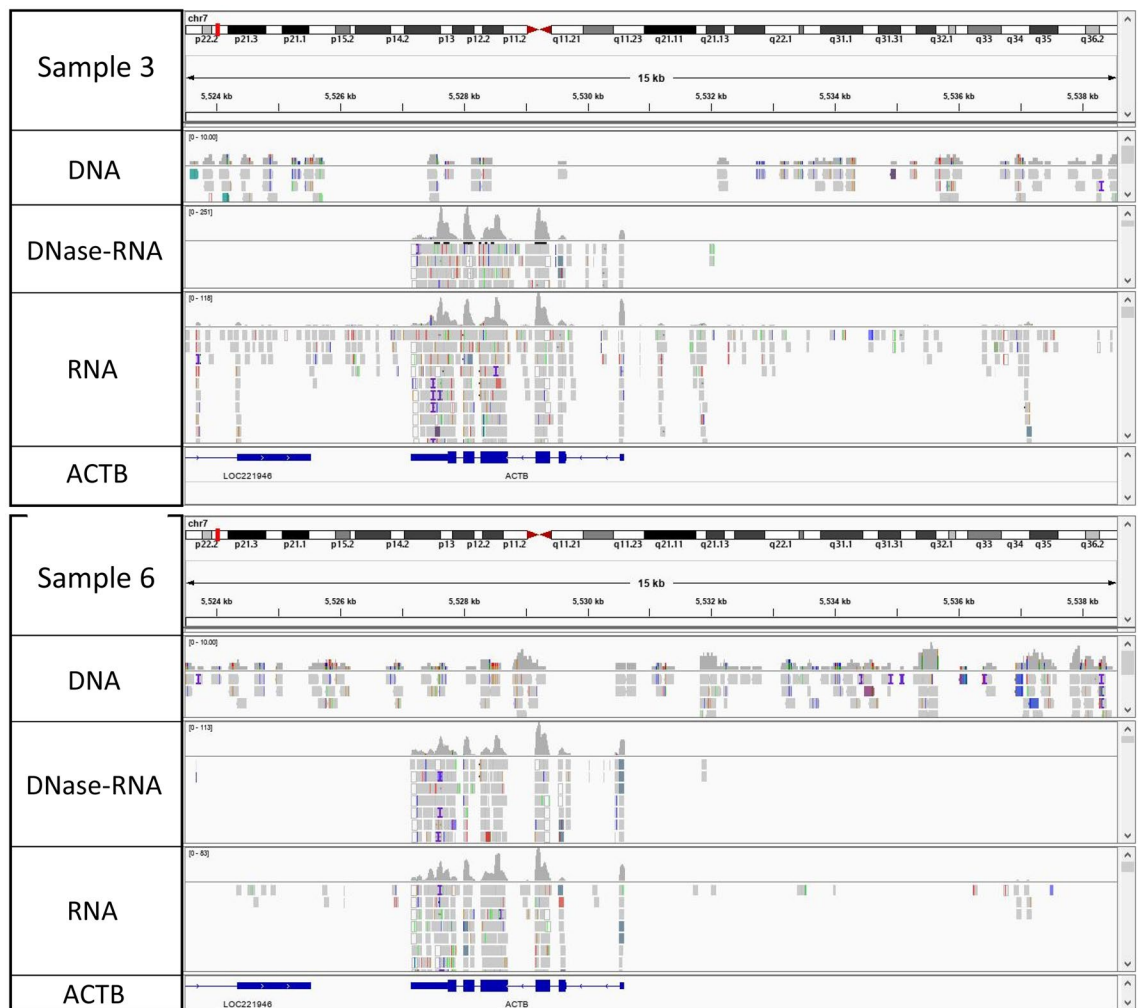 Sample 3
chr7
p22.2 p21.3 p21.1 p15.2 p14.2 p13 p12.2 p11.2 q11.21 q11.23 q21.11 q21.13 q22.1 q31.1 q31.31 q32.1 q33 q34 q35 q36.2
15 kb
5,524 kb 5,526 kb 5,528 kb 5,530 kb 5,532 kb 5,534 kb 5,536 kb 5,538 kb
DNA
[0 - 10.00]
DNase-RNA
[0 - 251]
RNA
[0 - 118]
ACTB
LOC221946 ACTB
Sample 6
chr7
p22.2 p21.3 p21.1 p15.2 p14.2 p13 p12.2 p11.2 q11.21 q11.23 q21.11 q21.13 q22.1 q31.1 q31.31 q32.1 q33 q34 q35 q36.2
15 kb
5,524 kb 5,526 kb 5,528 kb 5,530 kb 5,532 kb 5,534 kb 5,536 kb 5,538 kb
DNA
[0 - 10.00]
DNase-RNA
[0 - 113]
RNA
[0 - 83]
ACTB
LOC221946 ACTB